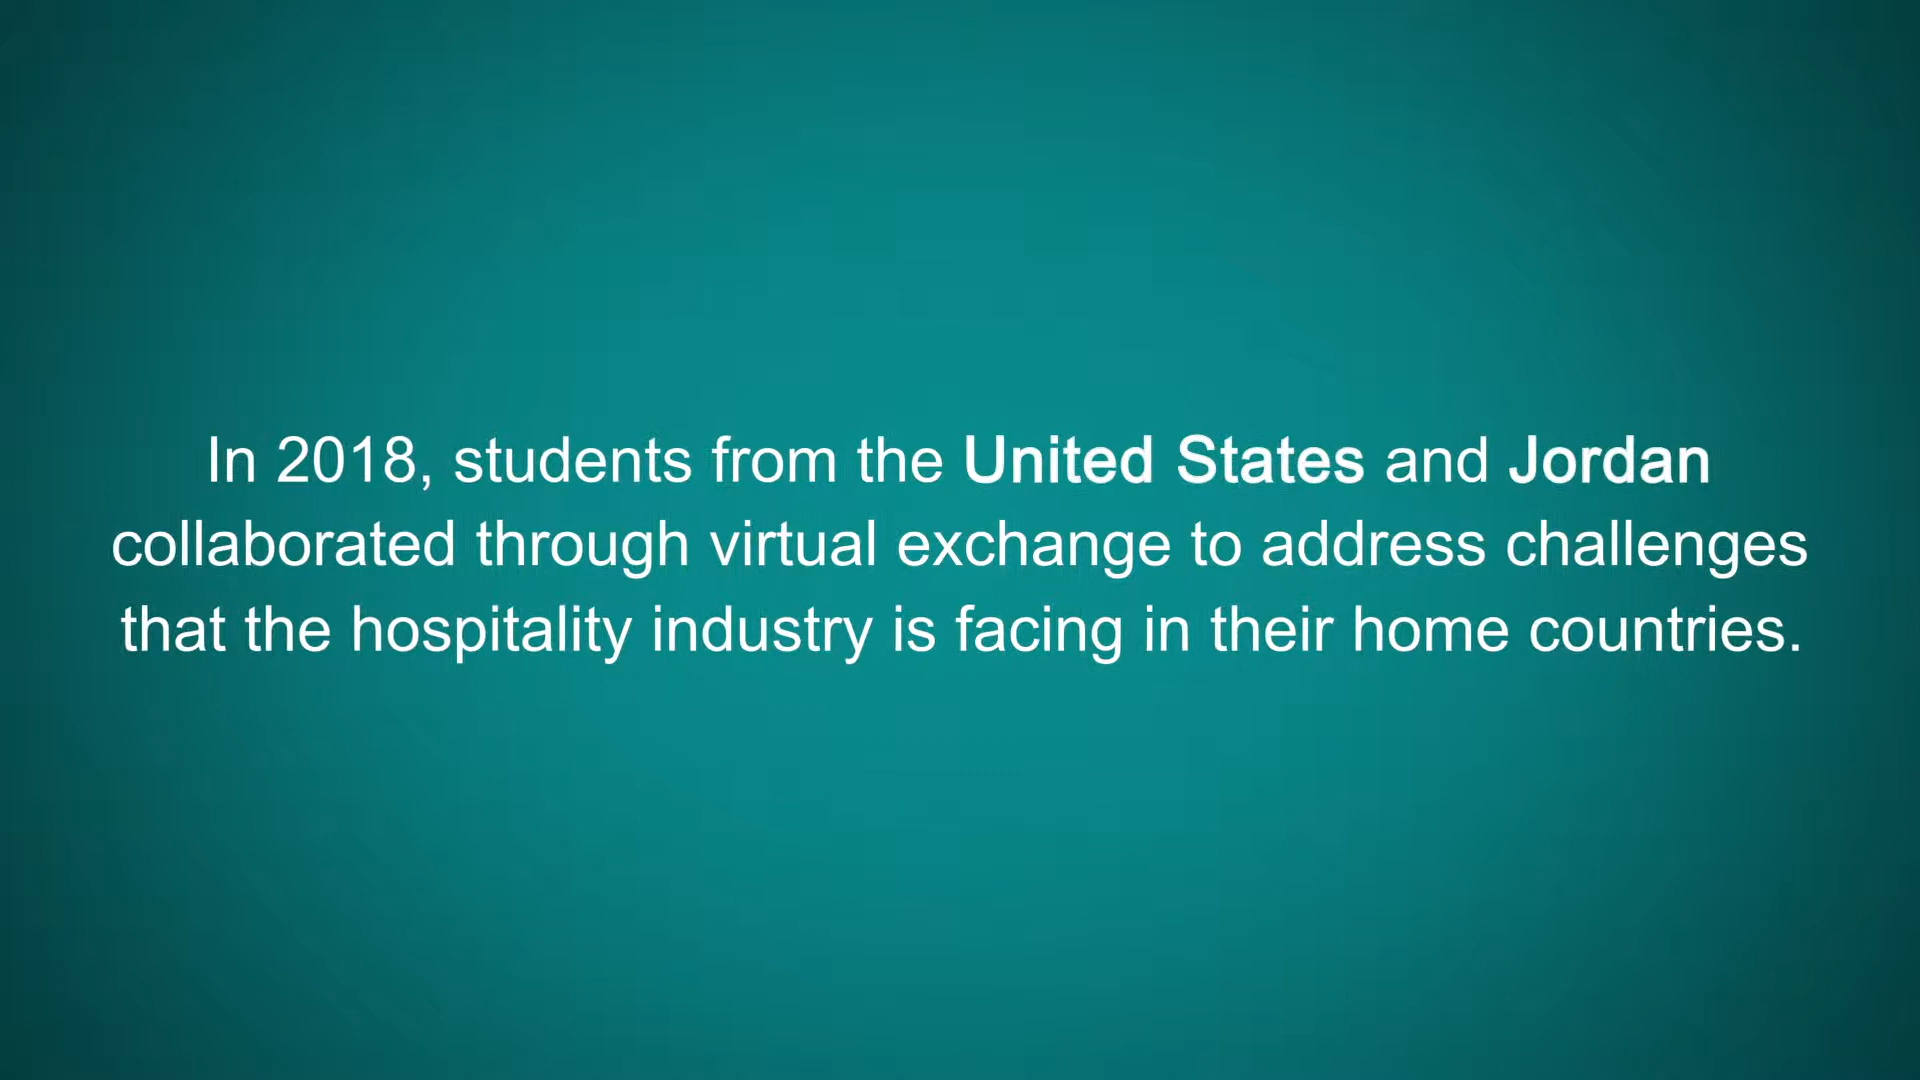 In 2018, students from the United States and Jordan
collaborated through virtual exchange to address challenges
that the hospitality industry is facing in their home countries.